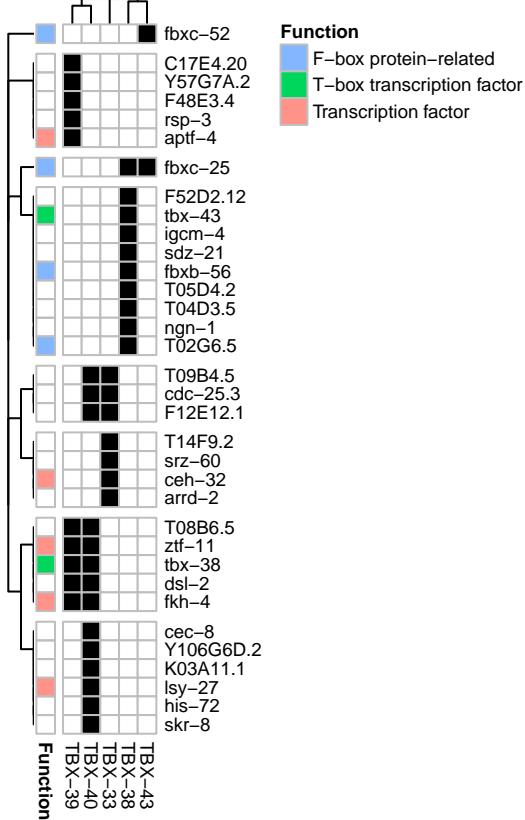 fbxc−52
C17E4.20
Y57G7A.2
F48E3.4
rsp−3
aptf−4
fbxc−25
F52D2.12
tbx−43
igcm−4
sdz−21
fbxb−56
T05D4.2
T04D3.5
ngn−1
T02G6.5
T09B4.5
cdc−25.3
F12E12.1
T14F9.2
srz−60
ceh−32
arrd−2
T08B6.5
ztf−11
tbx−38
dsl−2
fkh−4
cec−8
Y106G6D.2
K03A11.1
lsy−27
his−72
skr−8
Function
TBX−39
TBX−40
TBX−33
TBX−38
TBX−43
Function
F−box protein−related
T−box transcription factor
Transcription factor